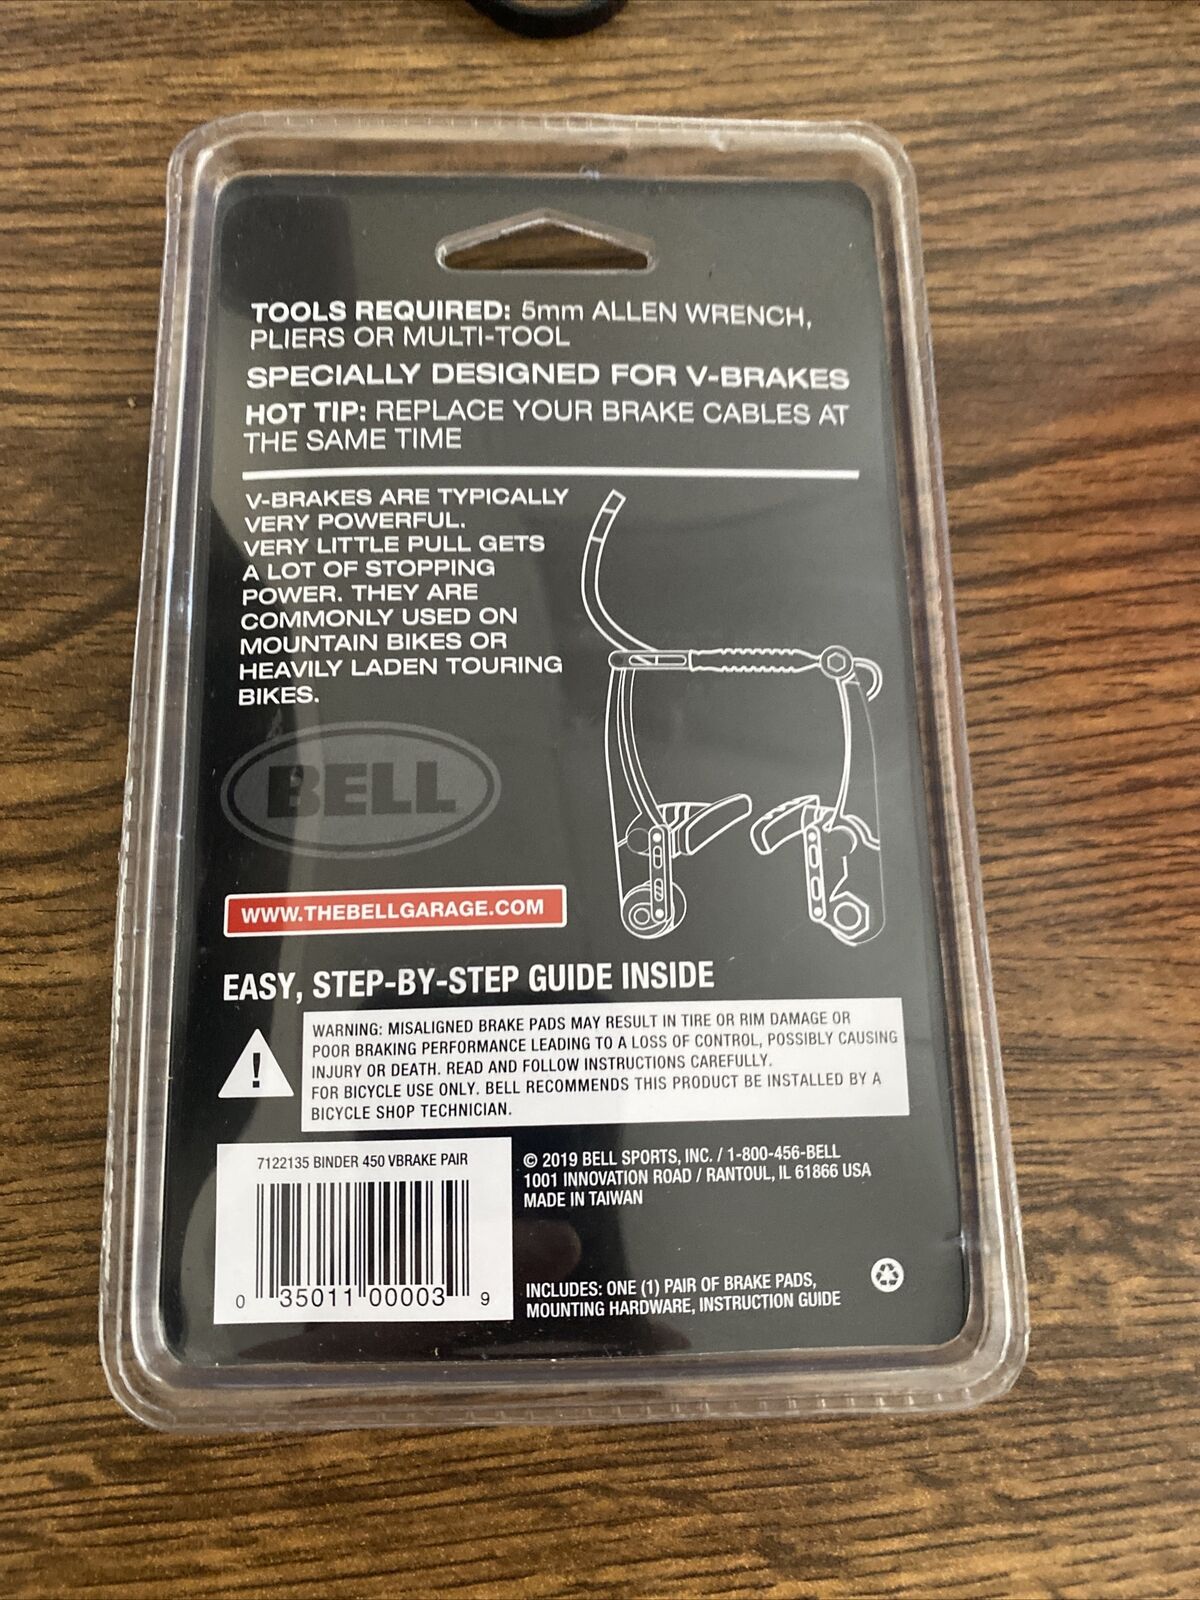 TOOLS REQUIRED: 5mm ALLEN WRENCH,
PLIERS OR MULTI-TOOL
SPECIALLY DESIGNED FOR V-BRAKES
HOT TIP: REPLACE YOUR BRAKE CABLES AT
THE SAME TIME
V-BRAKES ARE TYPICALLY
VERY POWERFUL.
VERY LITTLE PULL GETS
A LOT OF STOPPING
POWER. THEY ARE
COMMONLY USED ON
MOUNTAIN BIKES OR
HEAVILY LADEN TOURING
BIKES.
BELL
WWW.THEBELLGARAGE.COM
EASY, STEP-BY-STEP GUIDE INSIDE
WARNING: MISALIGNED BRAKE PADS MAY RESULT IN TIRE OR RIM DAMAGE OR
POOR BRAKING PERFORMANCE LEADING TO A LOSS OF CONTROL, POSSIBLY CAUSING
INJURY OR DEATH. READ AND FOLLOW INSTRUCTIONS CAREFULLY.
FOR BICYCLE USE ONLY. BELL RECOMMENDS THIS PRODUCT BE INSTALLED BY A
BICYCLE SHOP TECHNICIAN.
!
7122135 BINDER 450 VBRAKE PAIR
0 35011 00003 9
© 2019 BELL SPORTS, INC. / 1-800-456-BELL
1001 INNOVATION ROAD / RANTOUL, IL 61866 USA
MADE IN TAIWAN
INCLUDES: ONE (1) PAIR OF BRAKE PADS,
MOUNTING HARDWARE, INSTRUCTION GUIDE